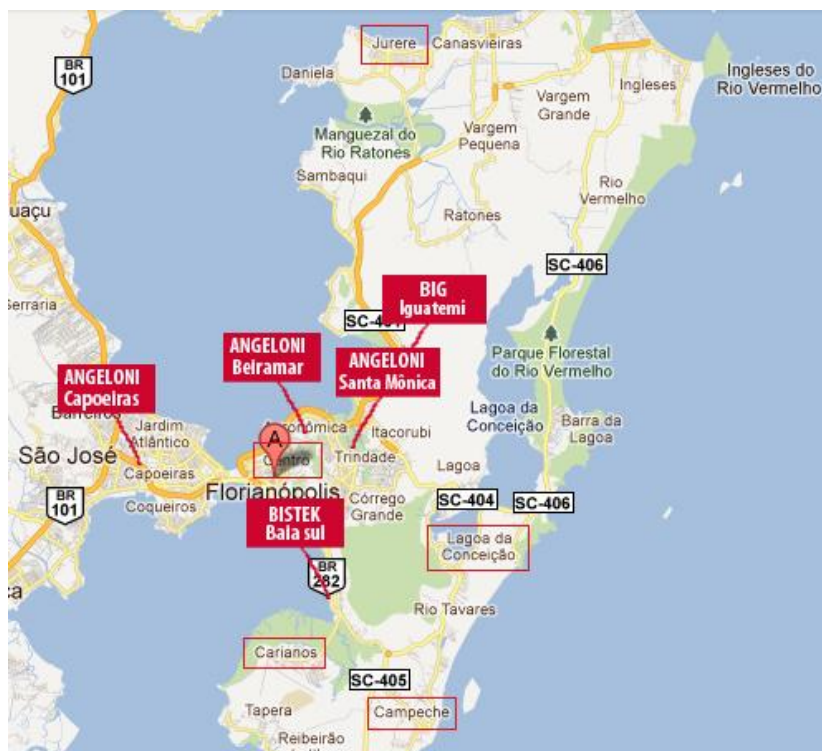 Jurere
Canasvieiras
BR
101
Daniela
Ingleses
Ingleses do
Rio Vermelho
Vargem
Grande
Manguezal do
Rio Ratones
Vargem
Pequena
Sambaqui
Rio
Vermelho
uaçu
Ratones
SC-406
Serraria
BIG
Iguatemi
ANGELONI
Beiramar
ANGELONI
Santa Mônica
Parque Florestal
do Rio Vermelho
ANGELONI
Capoeiras
Lagoa da
Conceição
Barra da
Lagoa
Jardim
Atlântico
Itacorubi
A
Centro
Trindade
São José
Capoeiras
Lagoa
Florianópolis
BR
101
Coqueiros
Córrego
Grande
SC-404
SC-406
BISTEK
Baia sul
Lagoa da
Conceição
BR
282
ça
Rio Tavares
Carianos
SC-405
Tapera
Campeche
Ribeirão